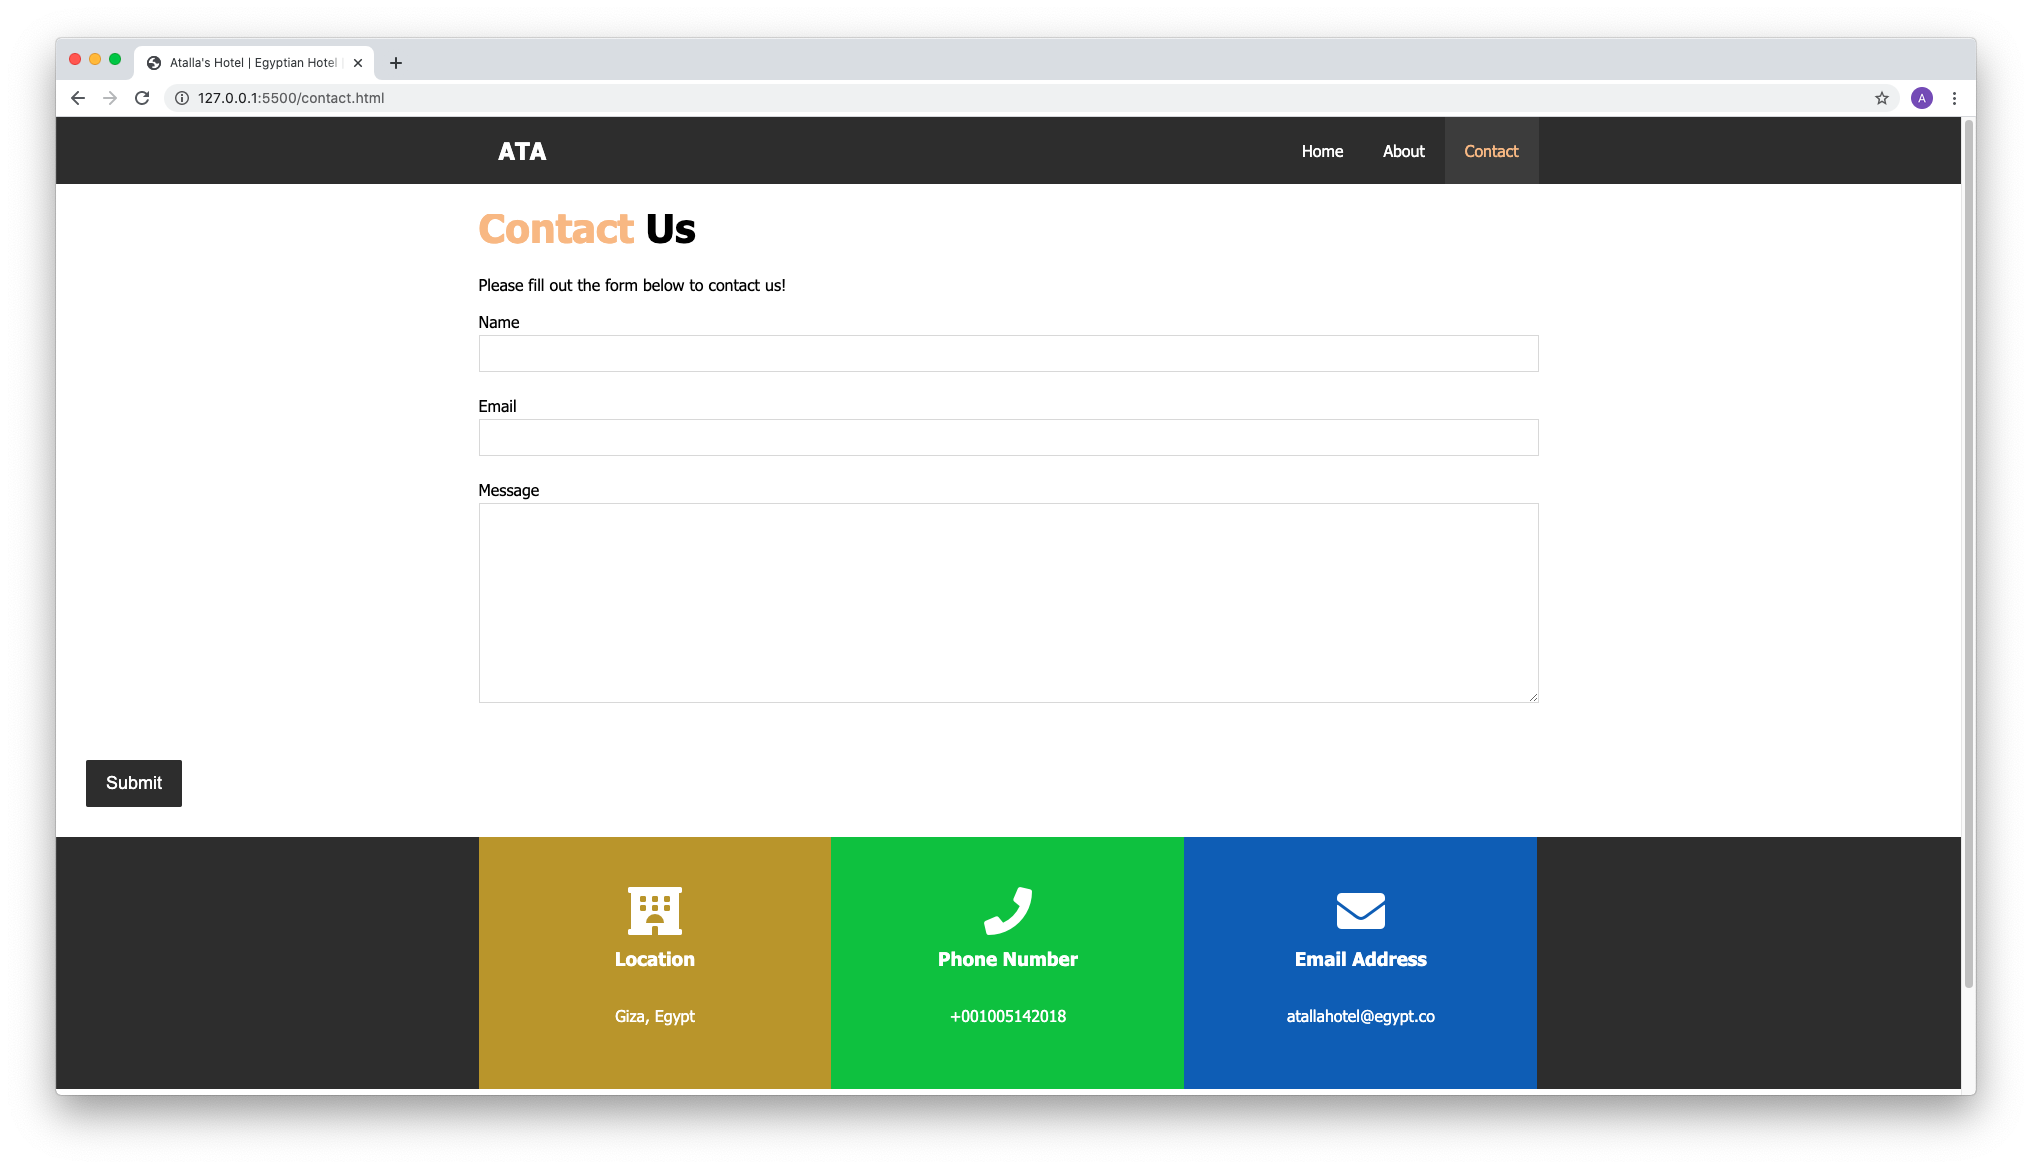 Atalla's Hotel | Egyptian Hotel
127.0.0.1:5500/contact.html
A
ATA
Home About Contact
Contact Us
Please fill out the form below to contact us!
Name
Email
Message
Submit
Location Phone Number Email Address
Giza, Egypt +001005142018 atallahotel@egypt.co